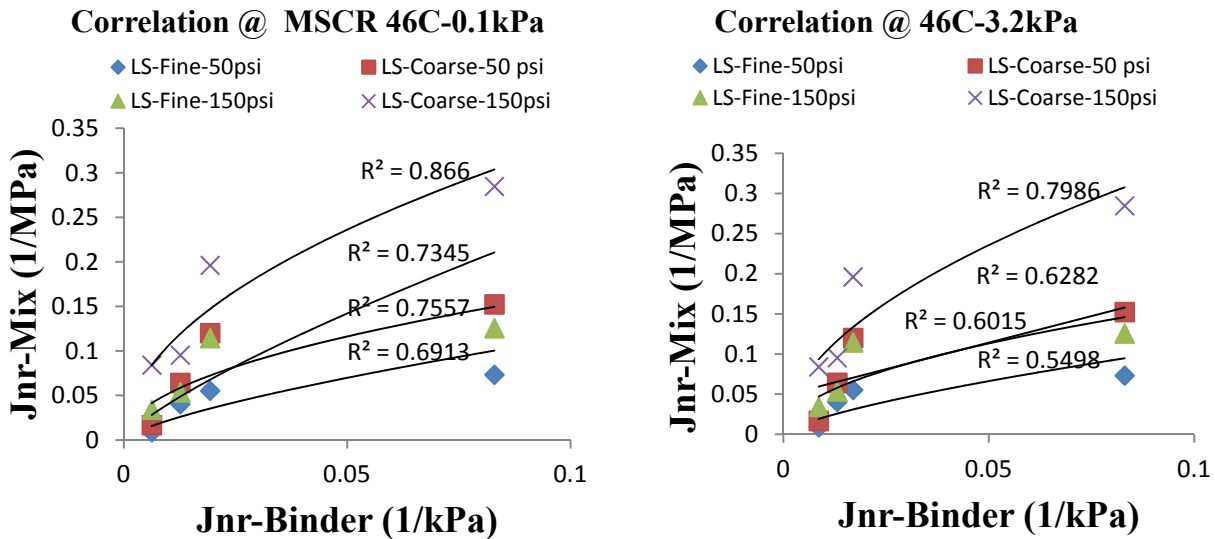 Correlation @ MSCR 46C-0.1kPa
LS-Fine-50psi
LS-Coarse-50 psi
LS-Fine-150psi
LS-Coarse-150psi
0.35
0.3
0.25
0.2
0.15
0.1
0.05
0
Jnr-Mix (1/MPa)
R² = 0.866
R² = 0.7345
R² = 0.7557
R² = 0.6913
0
0.05
0.1
Jnr-Binder (1/kPa)
Correlation @ 46C-3.2kPa
LS-Fine-50psi
LS-Coarse-50 psi
LS-Fine-150psi
LS-Coarse-150psi
0.35
0.3
0.25
0.2
0.15
0.1
0.05
0
Jnr-Mix (1/MPa)
R² = 0.7986
R² = 0.6282
R² = 0.6015
R² = 0.5498
0
0.05
0.1
Jnr-Binder (1/kPa)